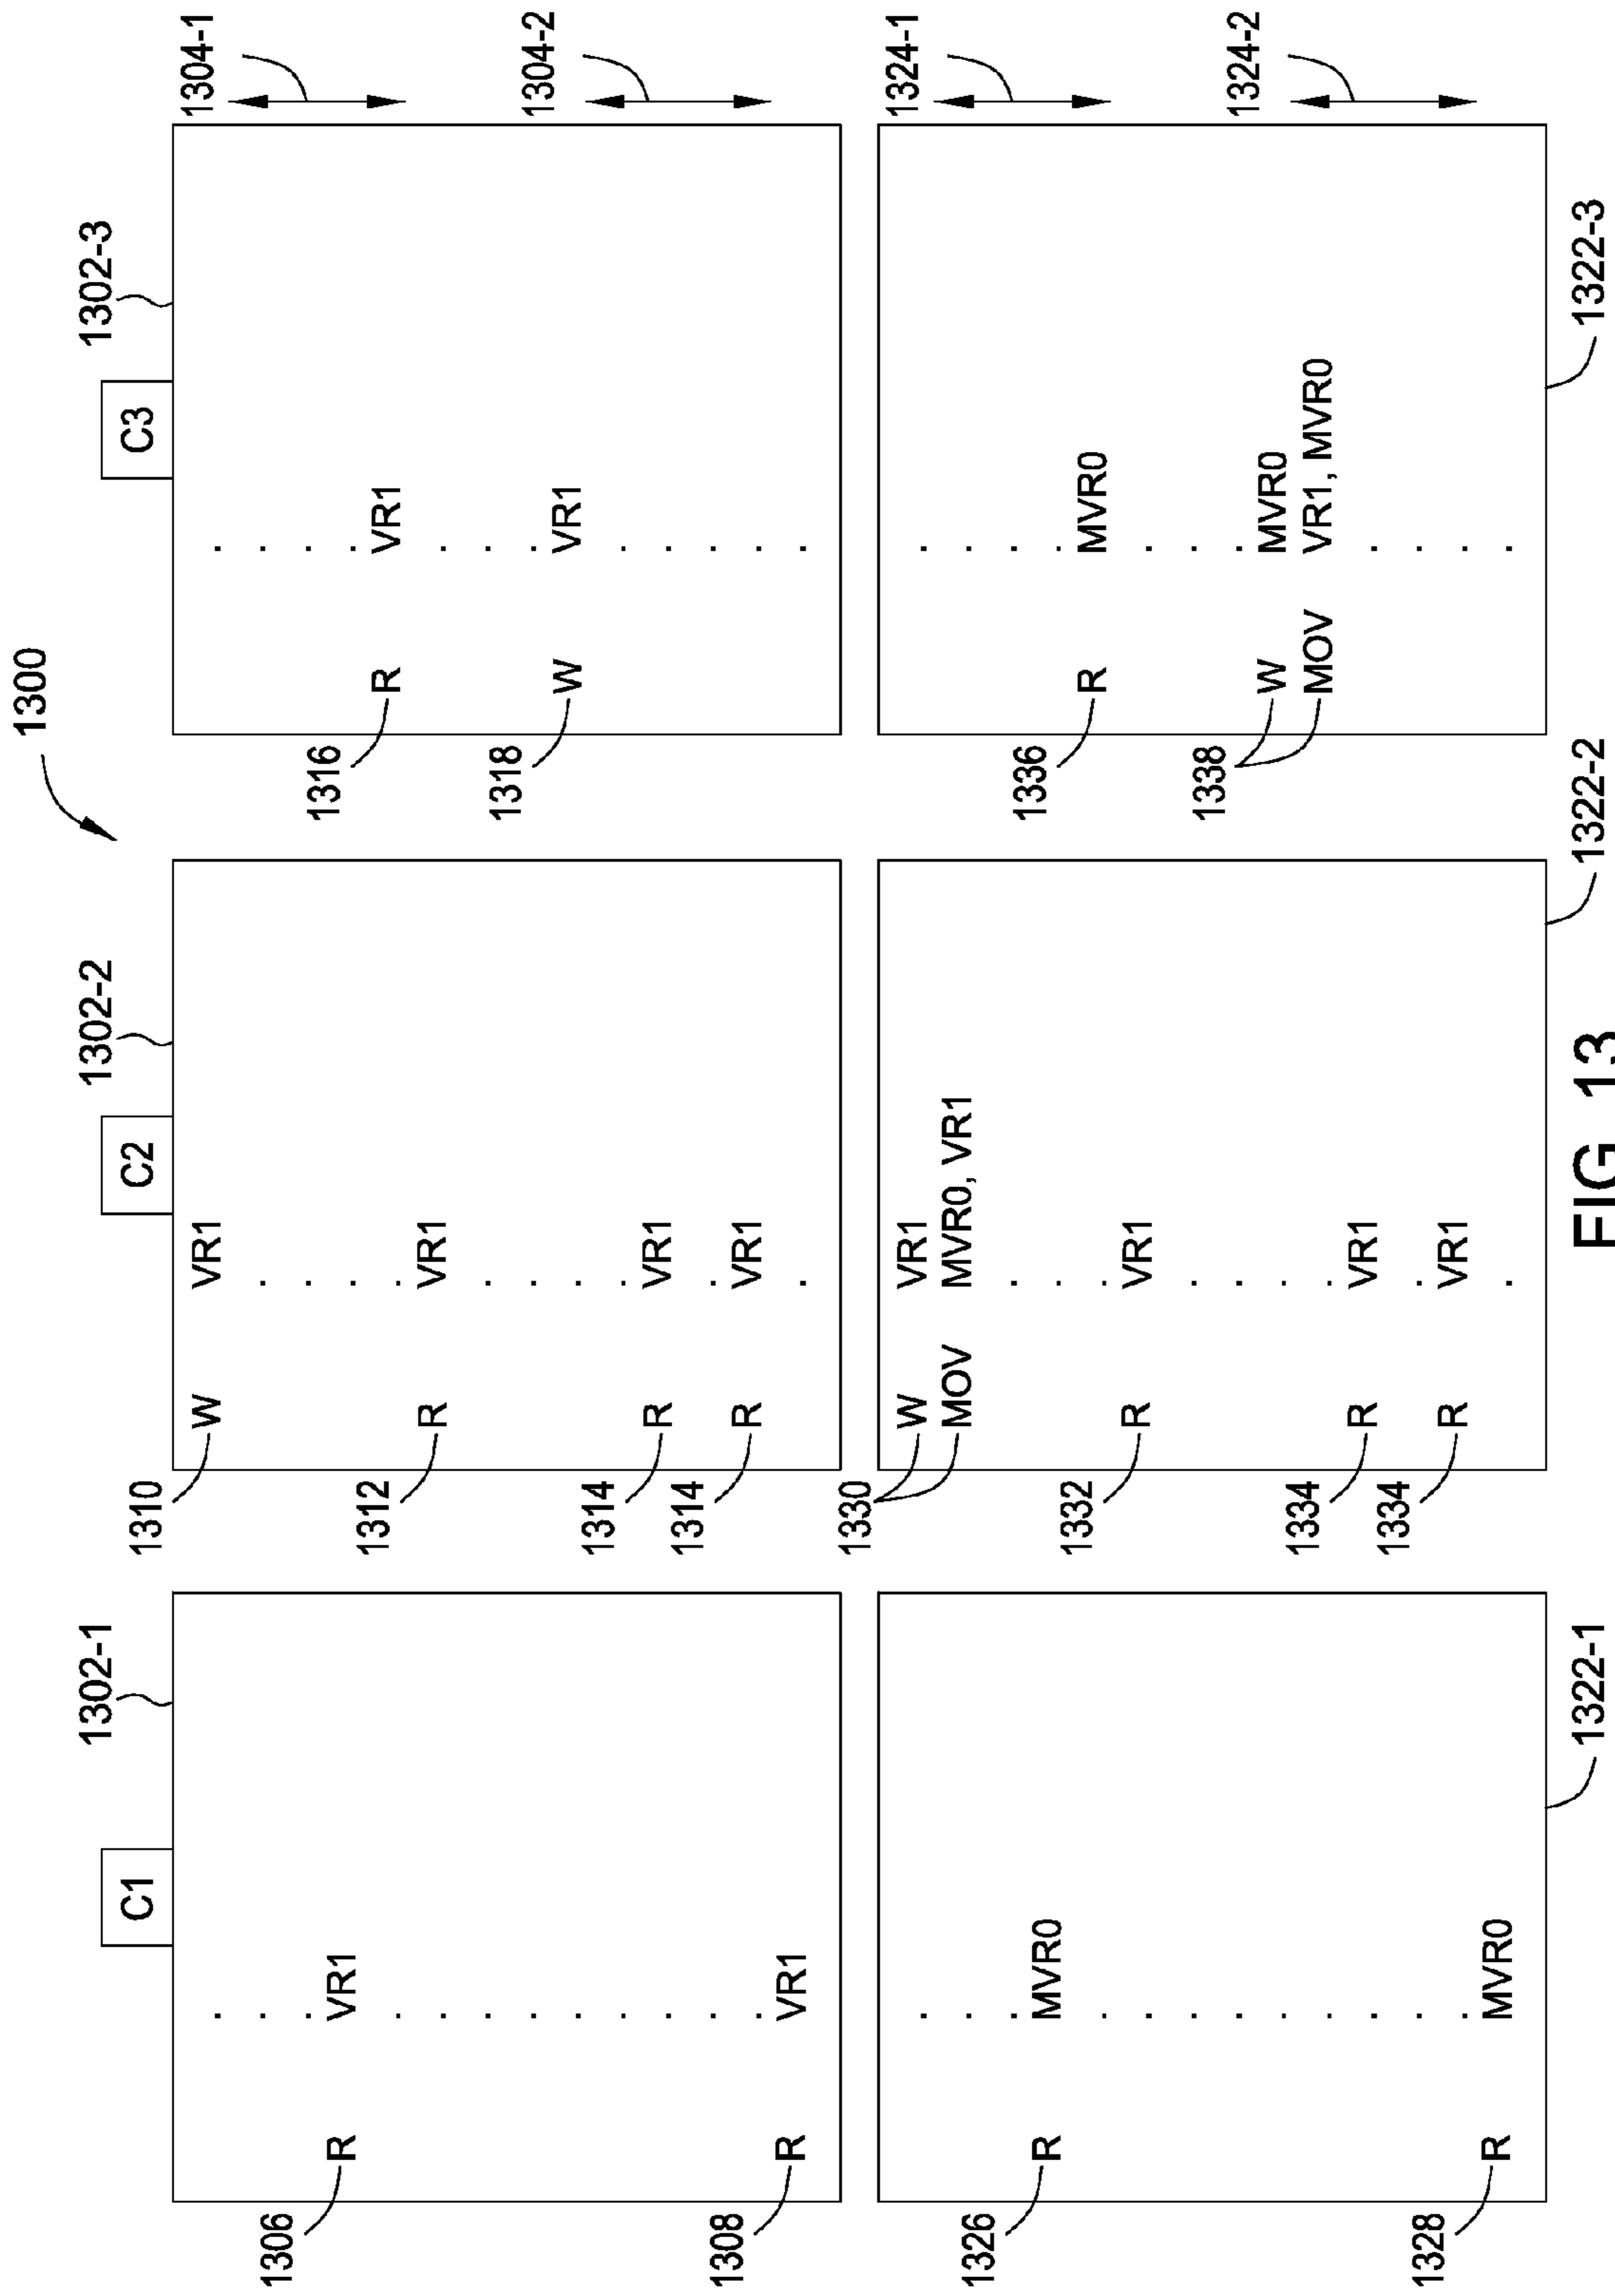 1300
C1
C2
C3
1302-1
1302-2
1302-3
1306 R VR1
1308 R VR1
1310 W VR1
1312 R VR1
1314 R VR1
1314 R VR1
1316 R VR1
1318 W VR1
1304-1
1304-2
1326 R MVR0
1328 R MVR0
1330 W VR1
MOV MVR0, VR1
1332 R VR1
1334 R VR1
1334 R VR1
1336 R MVR0
1338 W MVR0
MOV VR1, MVR0
1324-1
1324-2
1322-1
1322-2
1322-3
FIG. 13